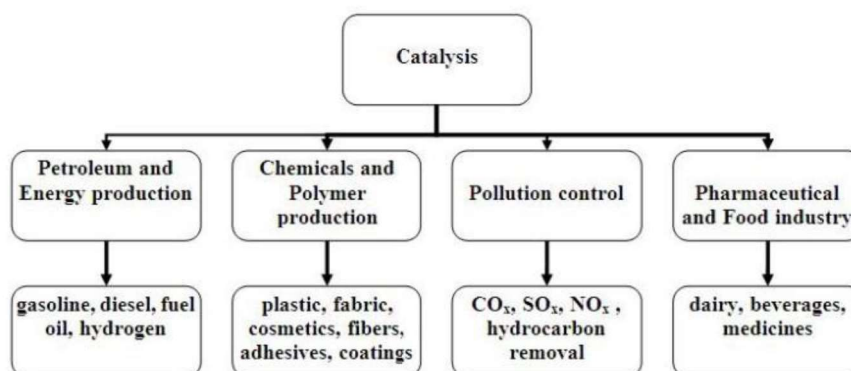 Catalysis
Petroleum and
Energy production
Chemicals and
Polymer
production
Pollution control
Pharmaceutical
and Food industry
gasoline, diesel, fuel
oil, hydrogen
plastic, fabric,
cosmetics, fibers,
adhesives, coatings
COₓ, SOₓ, NOₓ ,
hydrocarbon
removal
dairy, beverages,
medicines